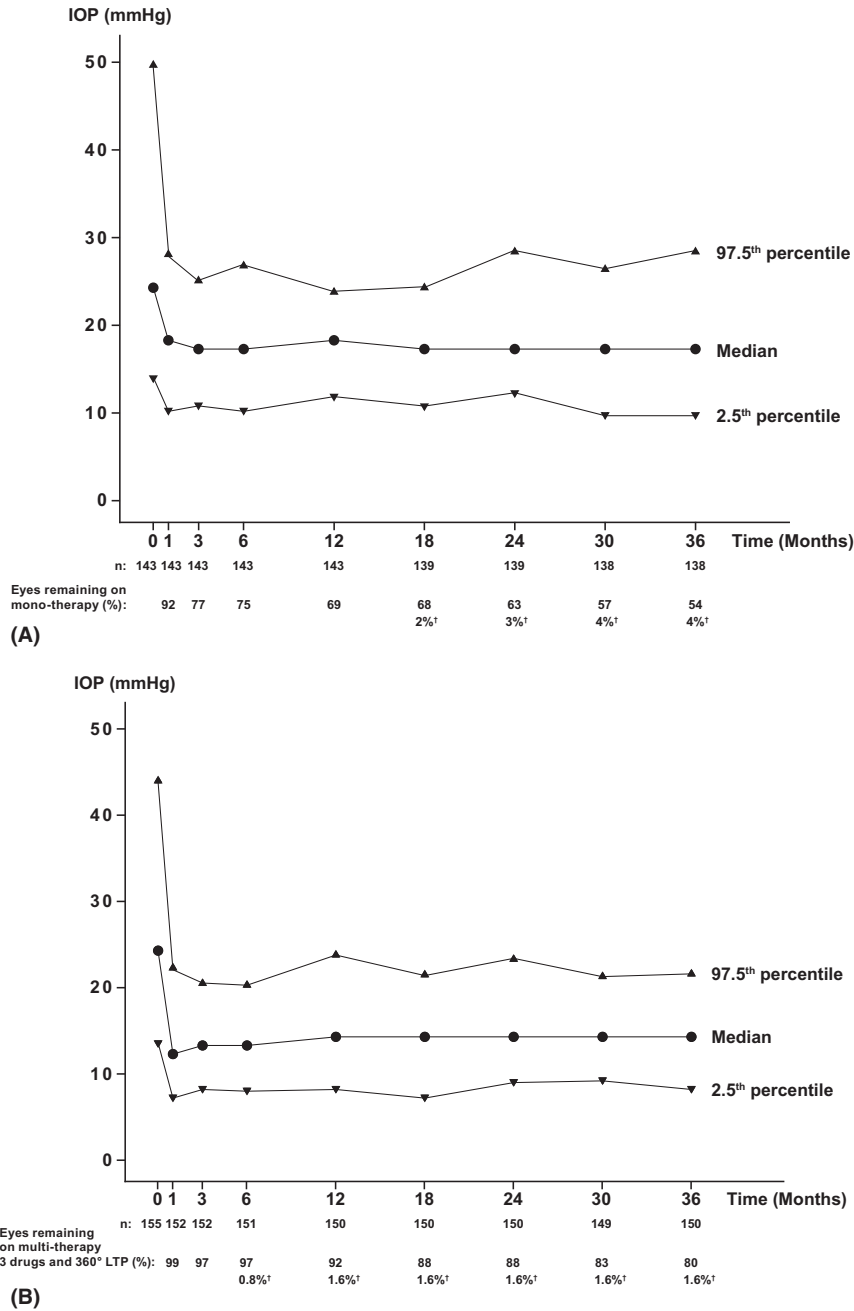 IOP (mmHg)
50
40
30
20
10
0
97.5th percentile
Median
2.5th percentile
0 1 3 6 12 18 24 30 36 Time (Months)
n: 143 143 143 143 143 139 139 138 138
Eyes remaining on
mono-therapy (%): 92 77 75 69 68 63 57 54
2%† 3%† 4%† 4%†
(A)
IOP (mmHg)
50
40
30
20
10
0
97.5th percentile
Median
2.5th percentile
0 1 3 6 12 18 24 30 36 Time (Months)
n: 155 152 152 151 150 150 150 149 150
Eyes remaining
on multi-therapy
3 drugs and 360° LTP (%): 99 97 97 92 88 88 83 80
0.8%† 1.6%† 1.6%† 1.6%† 1.6%† 1.6%†
(B)